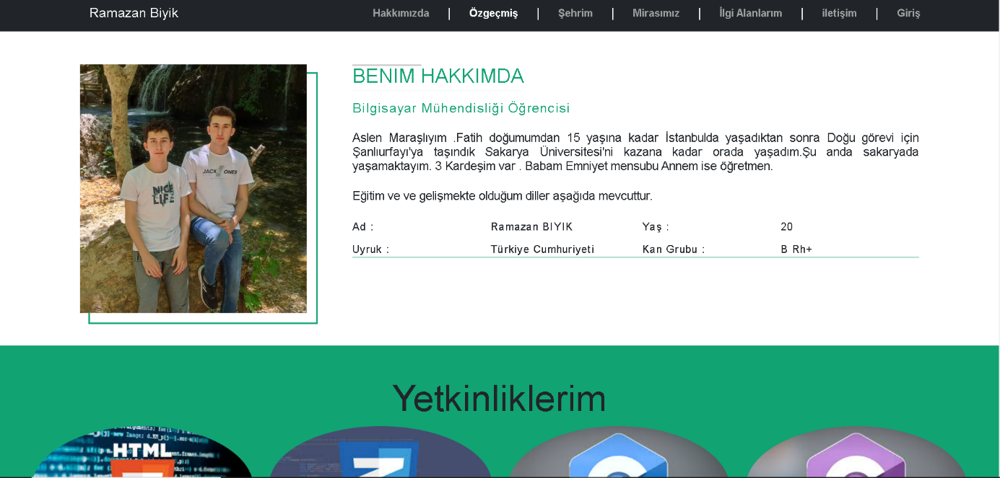 Ramazan Biyik
Hakkımızda | Özgeçmiş | Şehrim | Mirasımız | İlgi Alanlarım | iletişim | Giriş
BENIM HAKKIMDA
Bilgisayar Mühendisliği Öğrencisi
Aslen Maraşlıyım .Fatih doğumumdan 15 yaşına kadar İstanbulda yaşadıktan sonra Doğu görevi için
Şanlıurfayı'ya taşındık Sakarya Üniversitesi'ni kazana kadar orada yaşadım.Şu anda sakaryada
yaşamaktayım. 3 Kardeşim var . Babam Emniyet mensubu Annem ise öğretmen.
Eğitim ve ve gelişmekte olduğum diller aşağıda mevcuttur.
Ad : Ramazan BIYIK Yaş : 20
Uyruk : Türkiye Cumhuriyeti Kan Grubu : B Rh+
NICE
LIFE
JACK JONES
Yetkinliklerim
HTML